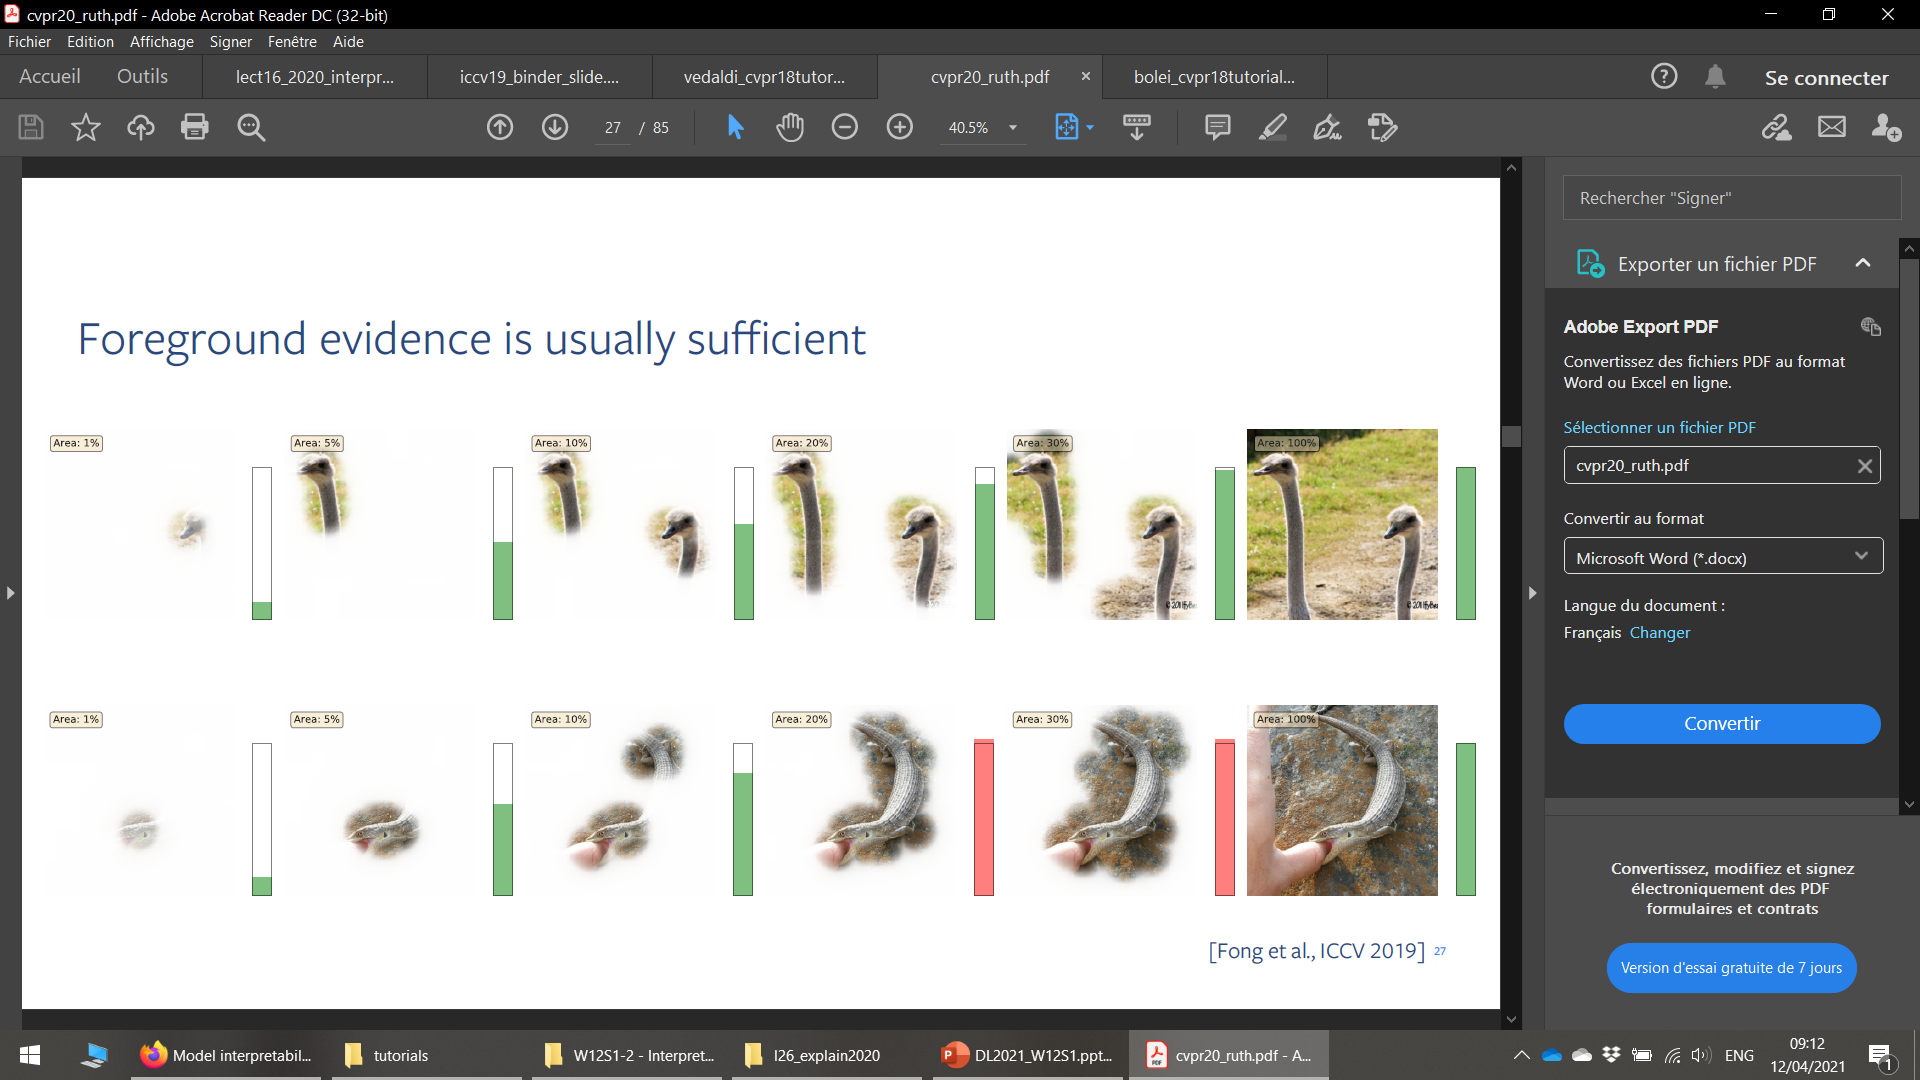 cvpr20_ruth.pdf - Adobe Acrobat Reader DC (32-bit)
Fichier Edition Affichage Signer Fenêtre Aide
Accueil Outils lect16_2020_interpr... iccv19_binder_slide.... vedaldi_cvpr18tutor... cvpr20_ruth.pdf bolei_cvpr18tutorial... Se connecter
27 / 85 40.5%
Foreground evidence is usually sufficient
Area: 1% Area: 5% Area: 10% Area: 20% Area: 30% Area: 100%
Area: 1% Area: 5% Area: 10% Area: 20% Area: 30% Area: 100%
[Fong et al., ICCV 2019] 27
Rechercher "Signer"
Exporter un fichier PDF
Adobe Export PDF
Convertissez des fichiers PDF au format
Word ou Excel en ligne.
Sélectionner un fichier PDF
cvpr20_ruth.pdf
Convertir au format
Microsoft Word (*.docx)
Langue du document :
Français Changer
Convertir
Convertissez, modifiez et signez
électroniquement des PDF
formulaires et contrats
Version d'essai gratuite de 7 jours
Model interpretabil... tutorials W12S1-2 - Interpret... l26_explain2020 DL2021_W12S1.ppt... cvpr20_ruth.pdf - A... ENG
09:12
12/04/2021
1